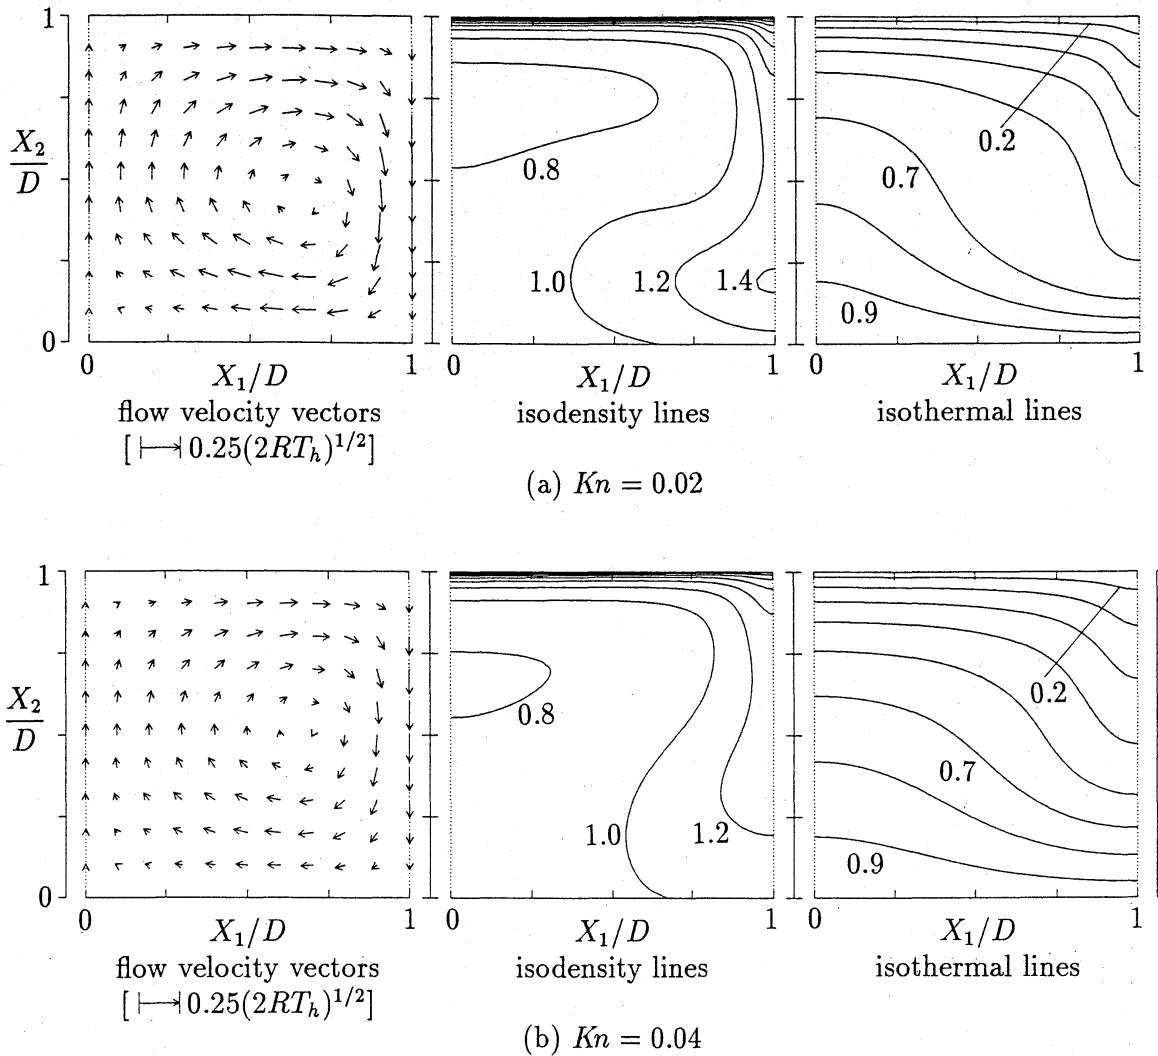 1
X₂/D
0
0.8
1.0
1.2
1.4
0.2
0.7
0.9
0 1 0 1 0 1
X₁/D X₁/D X₁/D
flow velocity vectors isodensity lines isothermal lines
[ ⟼ 0.25(2RTₕ)^{1/2}]
(a) Kn = 0.02
1
X₂/D
0
0.8
1.0
1.2
0.2
0.7
0.9
0 1 0 1 0 1
X₁/D X₁/D X₁/D
flow velocity vectors isodensity lines isothermal lines
[ ⟼ 0.25(2RTₕ)^{1/2}]
(b) Kn = 0.04